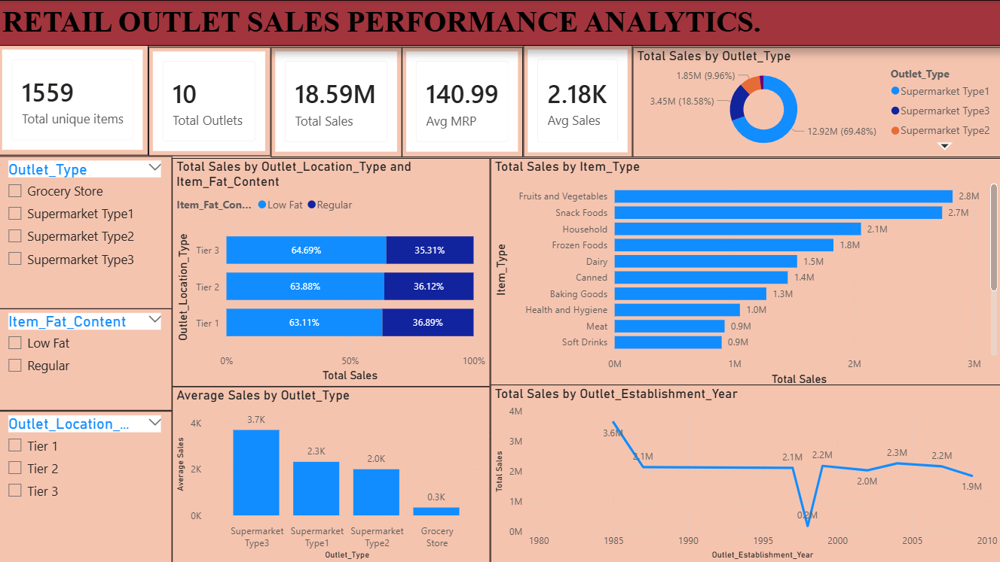 RETAIL OUTLET SALES PERFORMANCE ANALYTICS.
1559
Total unique items
10
Total Outlets
18.59M
Total Sales
140.99
Avg MRP
2.18K
Avg Sales
Total Sales by Outlet_Type
1.85M (9.96%)
3.45M (18.58%)
12.92M (69.48%)
Outlet_Type
Supermarket Type1
Supermarket Type3
Supermarket Type2
Outlet_Type
Grocery Store
Supermarket Type1
Supermarket Type2
Supermarket Type3
Item_Fat_Content
Low Fat
Regular
Outlet_Location_...
Tier 1
Tier 2
Tier 3
Total Sales by Outlet_Location_Type and
Item_Fat_Content
Item_Fat_Con... Low Fat Regular
Outlet_Location_Type
Tier 3 64.69% 35.31%
Tier 2 63.88% 36.12%
Tier 1 63.11% 36.89%
0% 50% 100%
Total Sales
Total Sales by Item_Type
Item_Type
Fruits and Vegetables 2.8M
Snack Foods 2.7M
Household 2.1M
Frozen Foods 1.8M
Dairy 1.5M
Canned 1.4M
Baking Goods 1.3M
Health and Hygiene 1.0M
Meat 0.9M
Soft Drinks 0.9M
0M 1M 2M 3M
Total Sales
Average Sales by Outlet_Type
Average Sales
4K
2K
0K
3.7K
2.3K
2.0K
0.3K
Supermarket Supermarket Supermarket Grocery
Type3 Type1 Type2 Store
Outlet_Type
Total Sales by Outlet_Establishment_Year
Total Sales
4M
3M
2M
1M
0M
3.6M
2.1M
2.1M
0.2M
2.2M
2.0M
2.3M
2.2M
1.9M
1980 1985 1990 1995 2000 2005 2010
Outlet_Establishment_Year